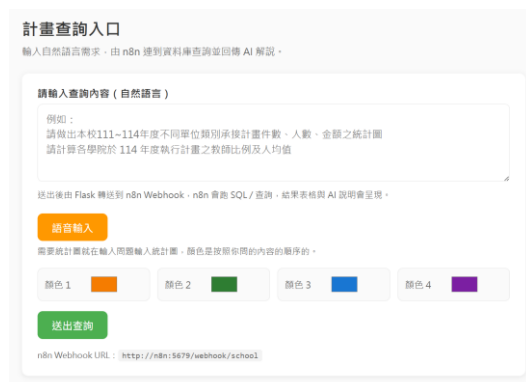 計畫查詢入口
輸入自然語言需求，由 n8n 連到資料庫查詢並回傳 AI 解說。
請輸入查詢內容（自然語言）
例如：
請做出本校111~114年度不同單位類別承接計畫件數、人數、金額之統計圖
請計算各學院於 114 年度執行計畫之教師比例及人均值
送出後由 Flask 轉送到 n8n Webhook，n8n 會跑 SQL / 查詢，結果表格與 AI 說明會呈現。
語音輸入
需要統計圖就在輸入問題輸入統計圖，顏色是按照你問的內容的順序的。
顏色 1 顏色 2 顏色 3 顏色 4
送出查詢
n8n Webhook URL： http://n8n:5679/webhook/school